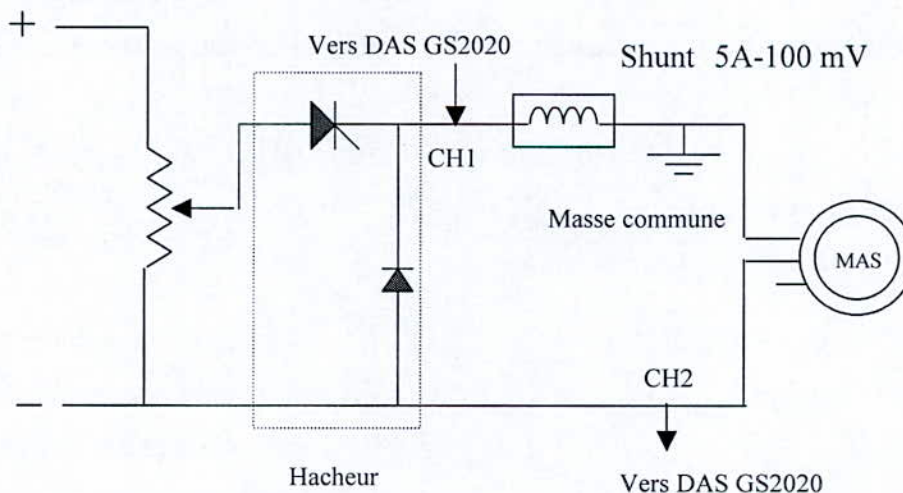 +
Vers DAS GS2020
Shunt 5A-100 mV
CH1
Masse commune
MAS
CH2
−
Hacheur
Vers DAS GS2020